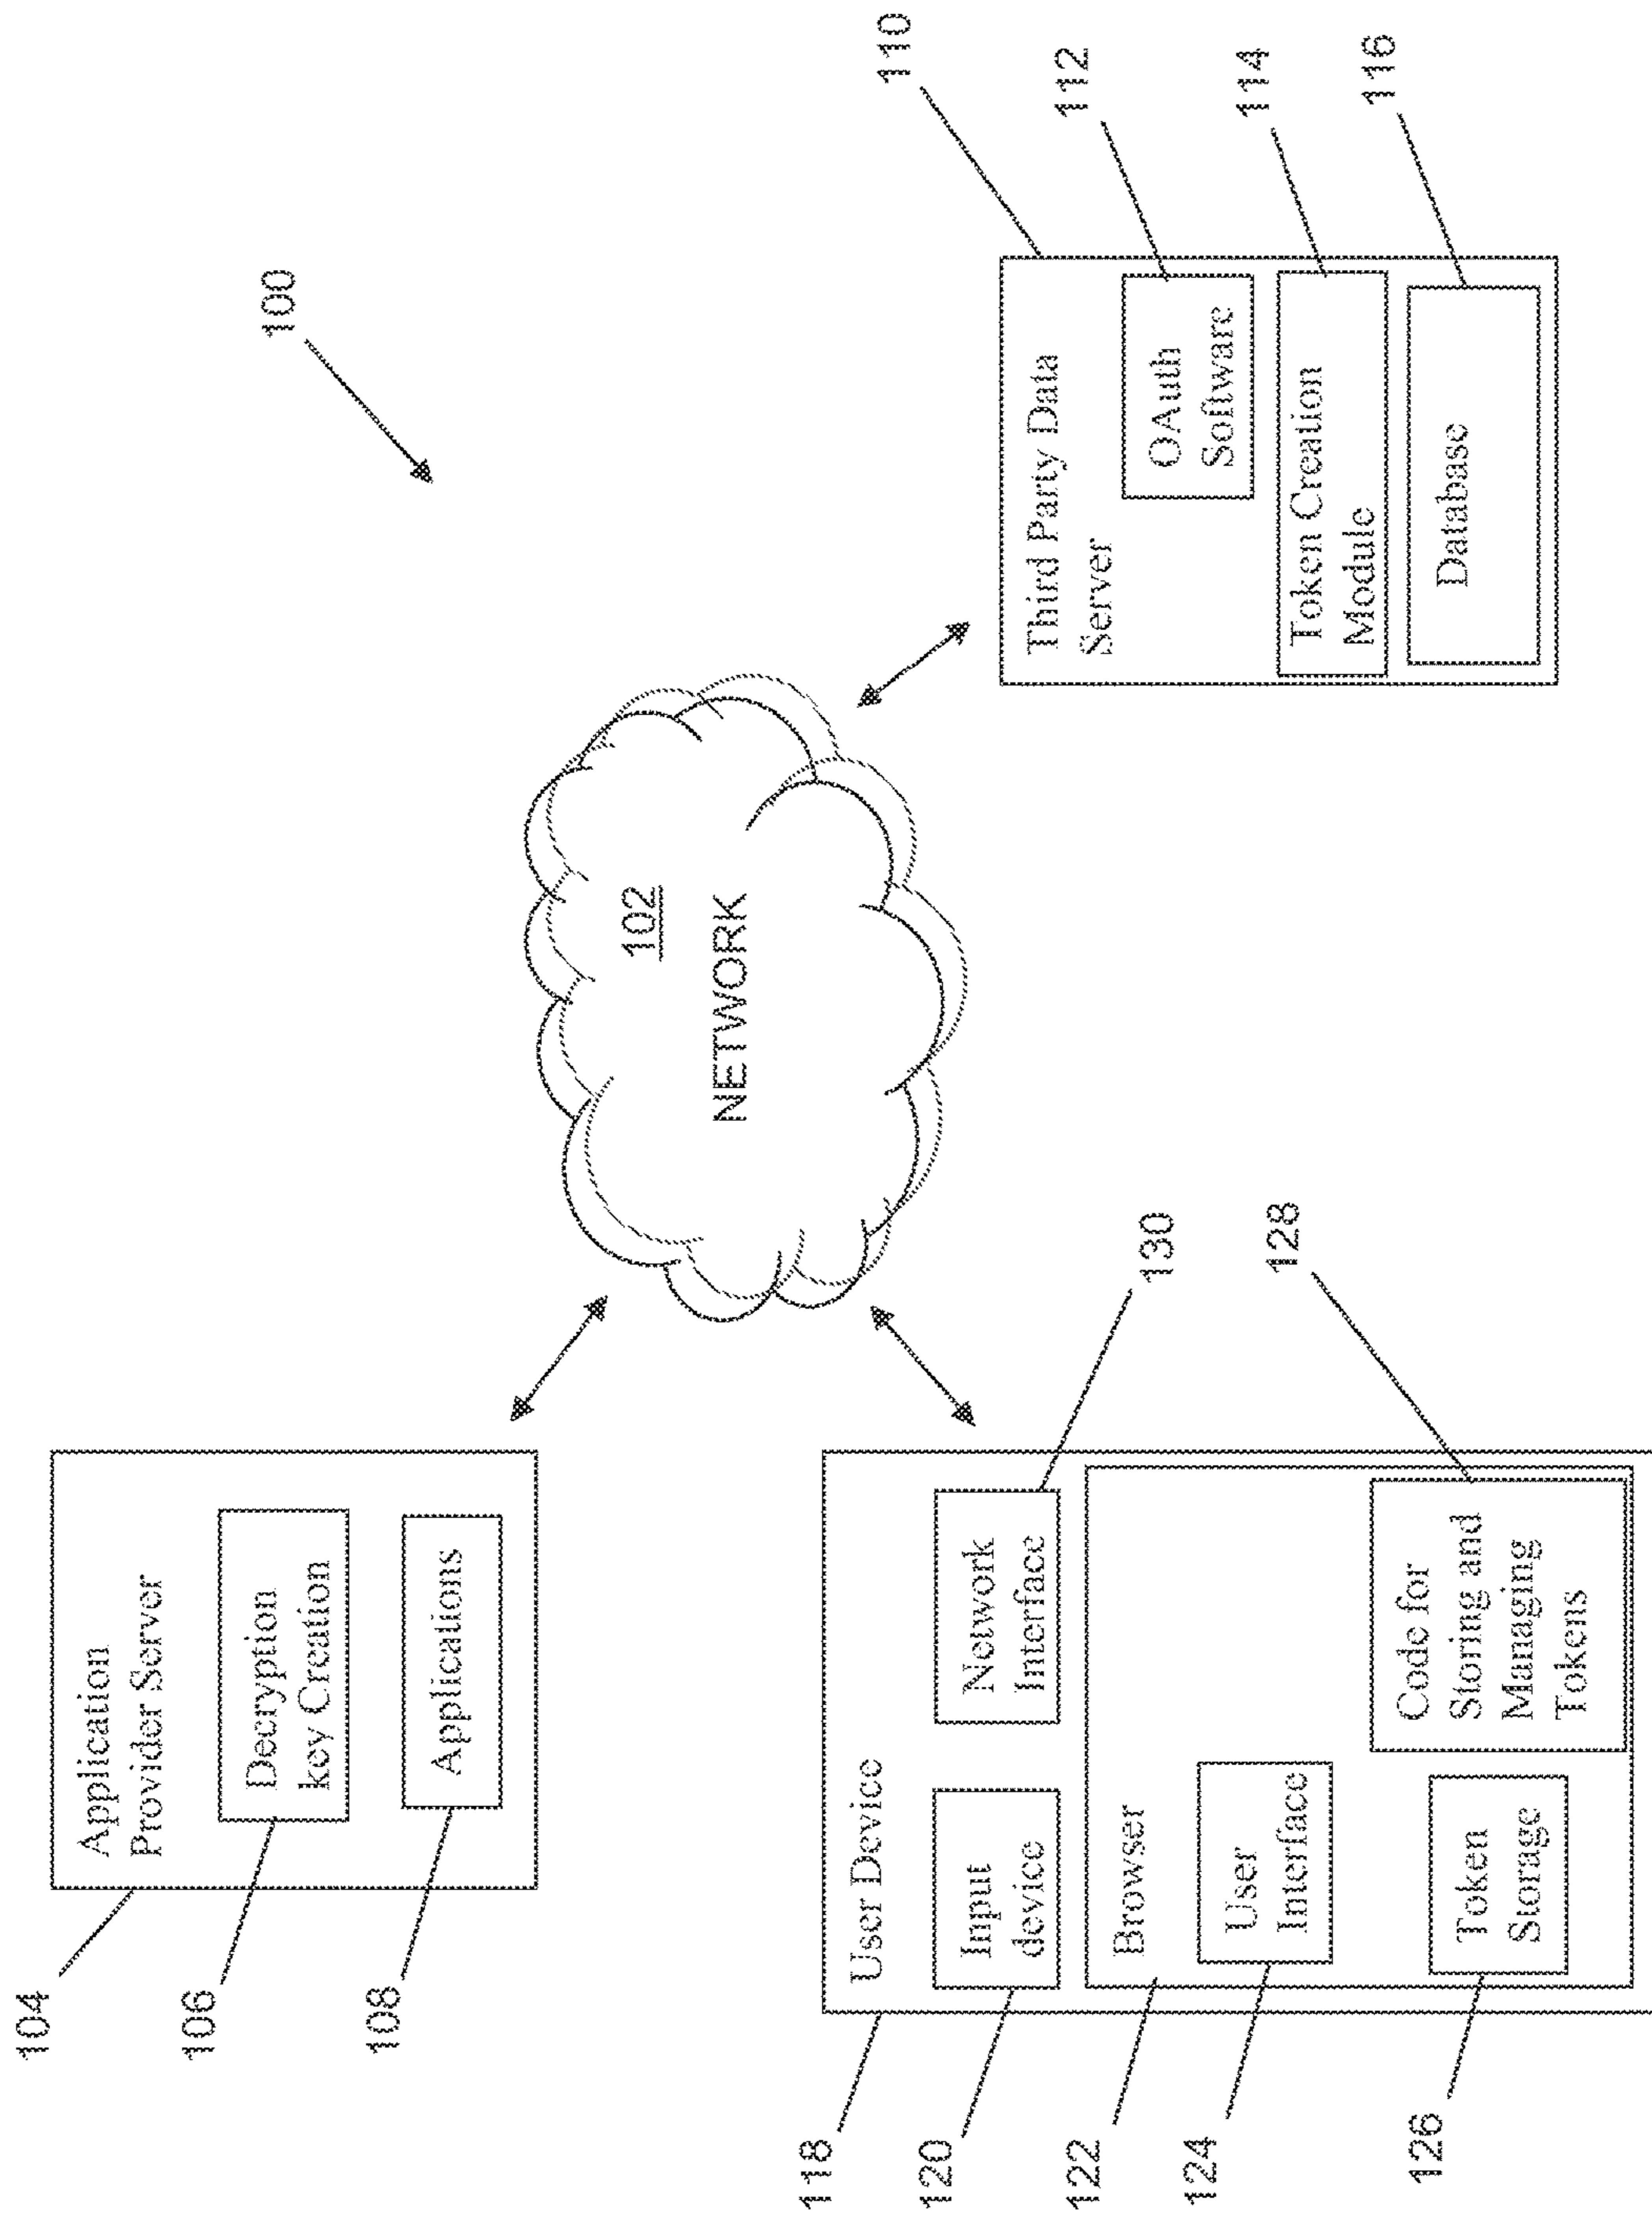 100
104
Application
Provider Server
106
Decryption
key Creation
108
Applications
102
NETWORK
110
Third Party Data
Server
112
OAuth
Software
114
Token Creation
Module
116
Database
118
User Device
120
Input
device
130
Network
Interface
122
Browser
124
User
Interface
126
Token
Storage
128
Code for
Storing and
Managing
Tokens